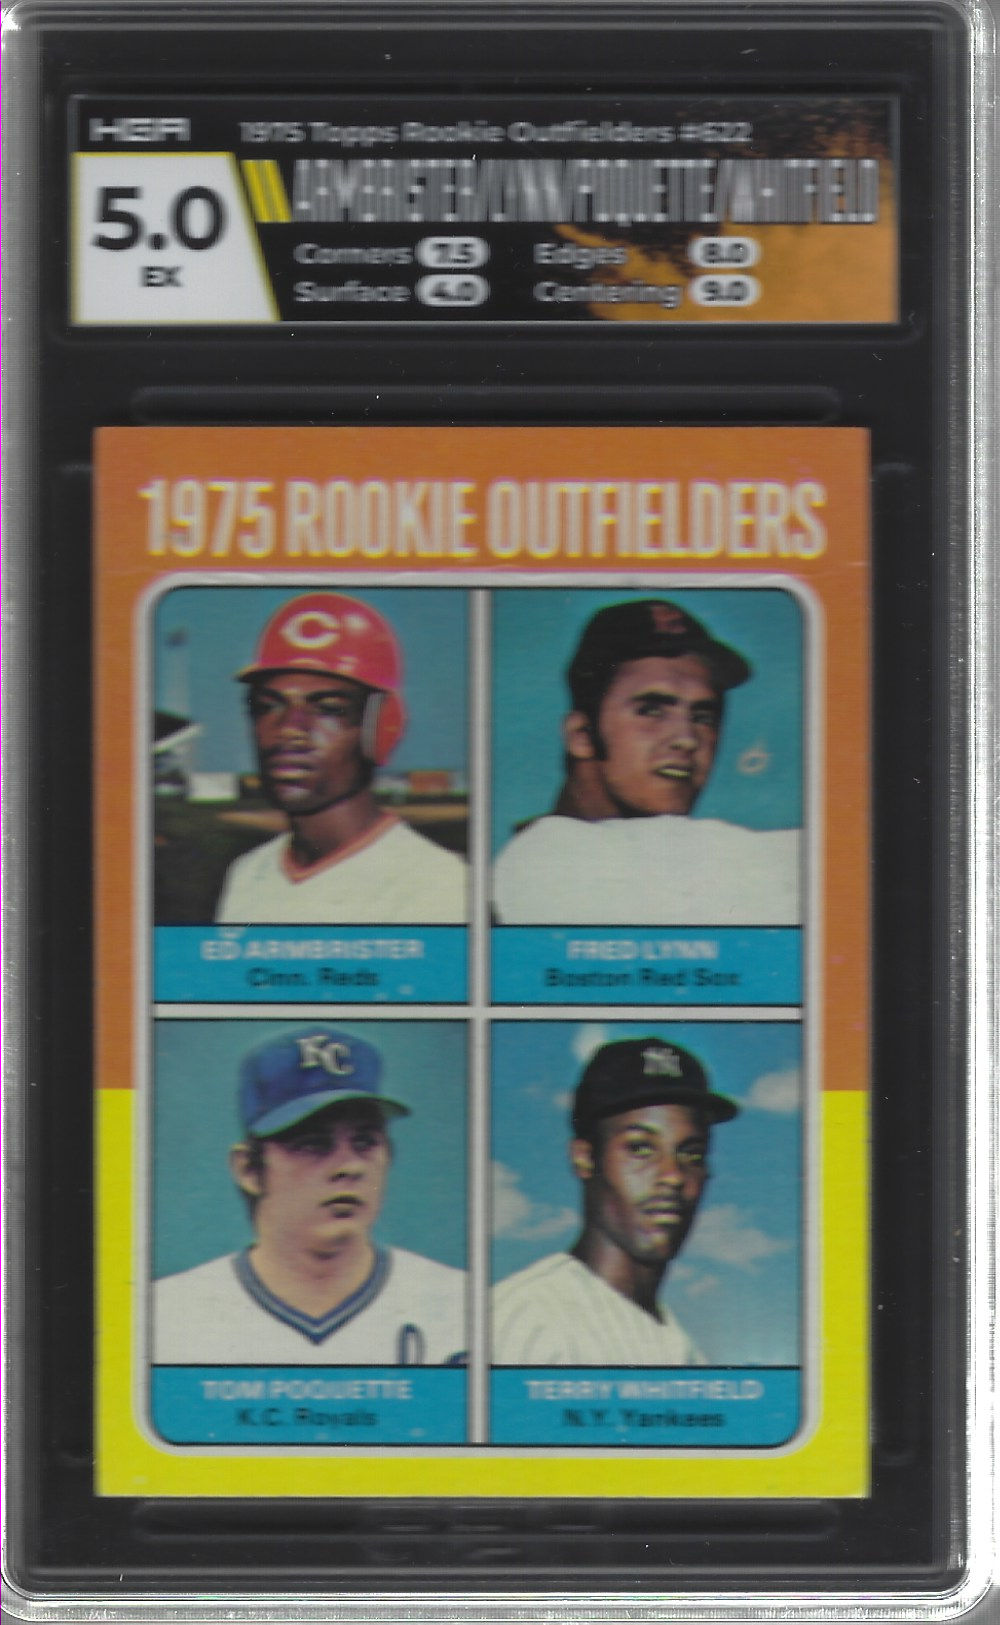 HGA 1975 Topps Rookie Outfielders #622
5.0 ARMBRISTER/LYNN/POQUETTE/WHITFIELD
EX Corners 7.5 Edges 8.0
Surface 4.0 Centering 9.0
1975 ROOKIE OUTFIELDERS
C
B
ED ARMBRISTER FRED LYNN
Cinn. Reds Boston Red Sox
KC NY
TOM POQUETTE TERRY WHITFIELD
K.C. Royals N.Y. Yankees